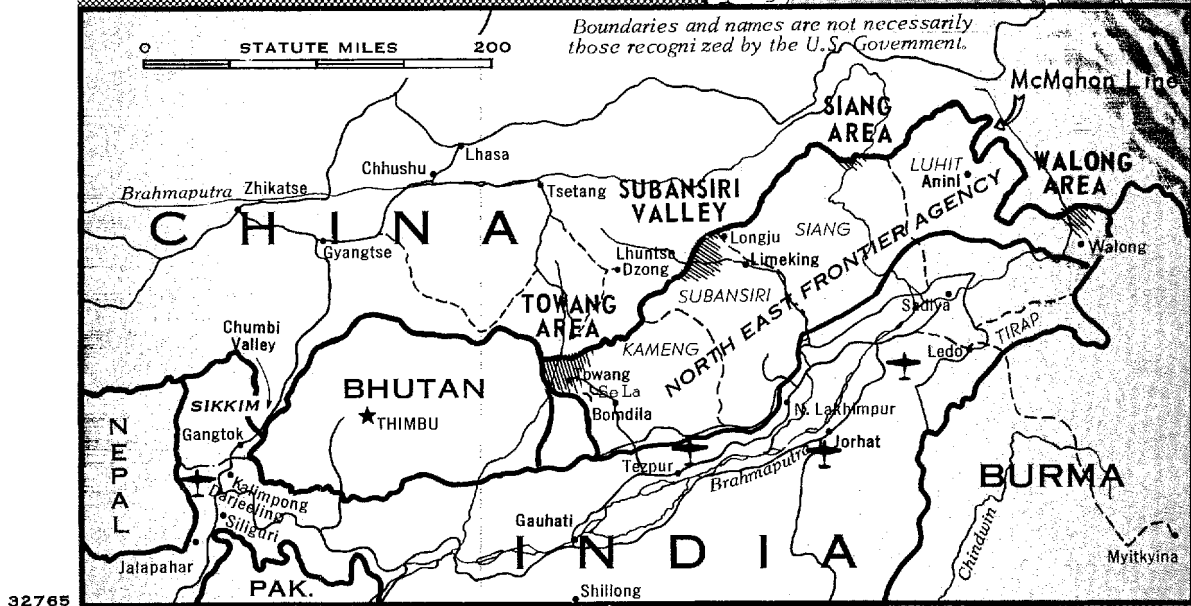 Boundaries and names are not necessarily
those recognized by the U.S. Government.
0 STATUTE MILES 200
McMahon Line
SIANG
AREA
LUHIT
Anini
WALONG
AREA
Lhasa
Chhushu
Brahmaputra
Zhikatse
Tsetang
SUBANSIRI
VALLEY
CHINA
Gyangtse
Longju
SIANG
Walong
Lhuntse
Dzong
Limeking
SUBANSIRI
NORTH EAST FRONTIER AGENCY
TOWANG
AREA
Sadiya
TIRAP
Chumbi
Valley
KAMENG
Ledo
BHUTAN
Towang
Se La
Bomdila
SIKKIM
THIMBU
N. Lakhimpur
NEPAL
Gangtok
Jorhat
Tezpur
Brahmaputra
BURMA
Kalimpong
Darjeeling
Siliguri
Gauhati
INDIA
Chindwin
Myitkyina
Jalapahar
PAK.
Shillong
32765